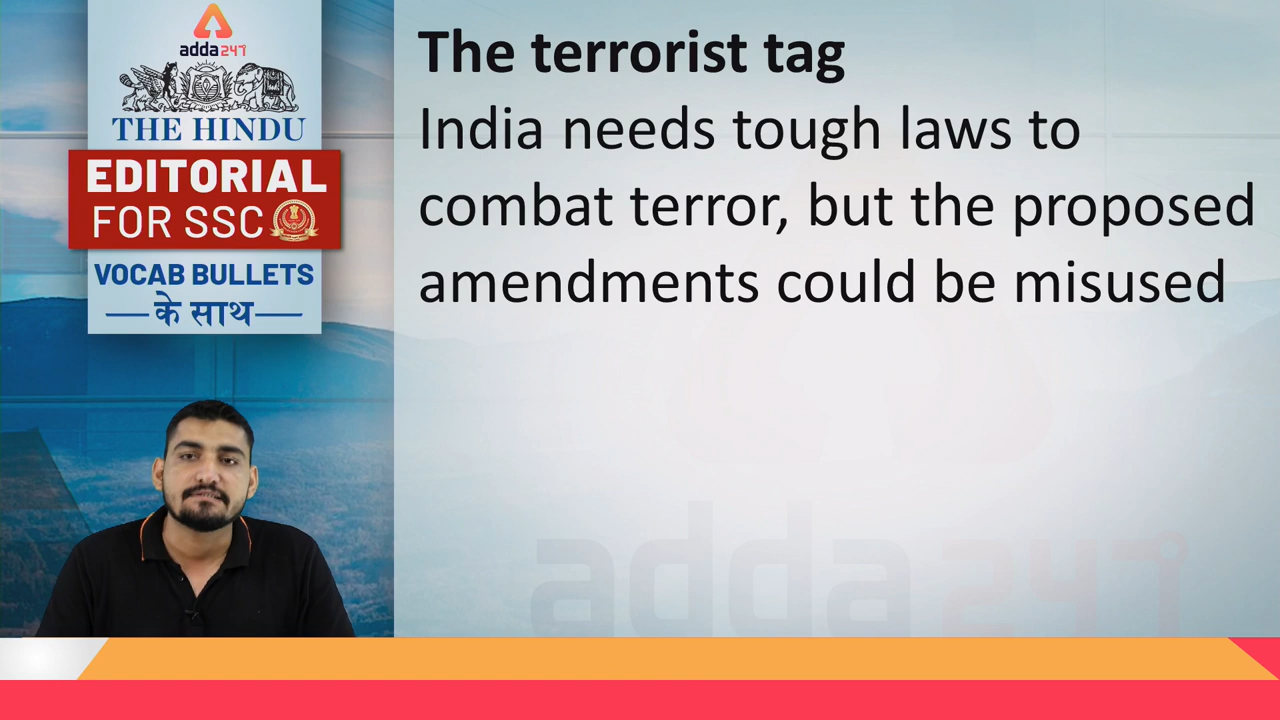 adda247
THE HINDU
EDITORIAL
FOR SSC
VOCAB BULLETS
के साथ
The terrorist tag
India needs tough laws to
combat terror, but the proposed
amendments could be misused
adda247